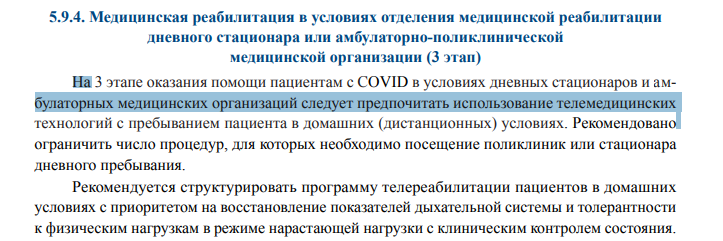 5.9.4. Медицинская реабилитация в условиях отделения медицинской реабилитации
дневного стационара или амбулаторно-поликлинической
медицинской организации (3 этап)
На 3 этапе оказания помощи пациентам с COVID в условиях дневных стационаров и ам-
булаторных медицинских организаций следует предпочитать использование телемедицинских
технологий с пребыванием пациента в домашних (дистанционных) условиях. Рекомендовано
ограничить число процедур, для которых необходимо посещение поликлиник или стационара
дневного пребывания.
Рекомендуется структурировать программу телереабилитации пациентов в домашних
условиях с приоритетом на восстановление показателей дыхательной системы и толерантности
к физическим нагрузкам в режиме нарастающей нагрузки с клиническим контролем состояния.